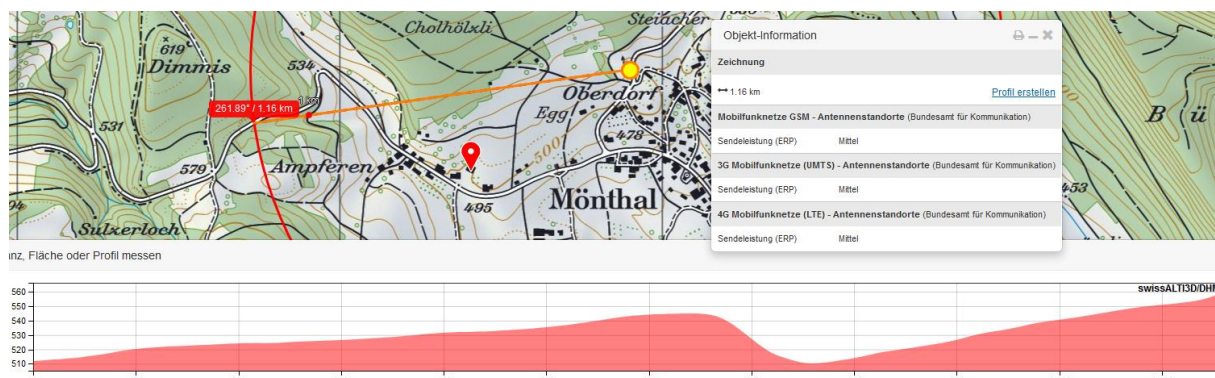 Cholhölzli
Steiacher
619
Dimmis
534
1 km
261.89° / 1.16 km
Oberdorf
Egg
531
478
500
579
Ampferen
495
Mönthal
Sulzerloch
453
B (ü
Objekt-Information
Zeichnung
1.16 km Profil erstellen
Mobilfunknetze GSM - Antennenstandorte (Bundesamt für Kommunikation)
Sendeleistung (ERP) Mittel
3G Mobilfunknetze (UMTS) - Antennenstandorte (Bundesamt für Kommunikation)
Sendeleistung (ERP) Mittel
4G Mobilfunknetze (LTE) - Antennenstandorte (Bundesamt für Kommunikation)
Sendeleistung (ERP) Mittel
nz, Fläche oder Profil messen
swissALTI3D/DHM
560
550
540
530
520
510